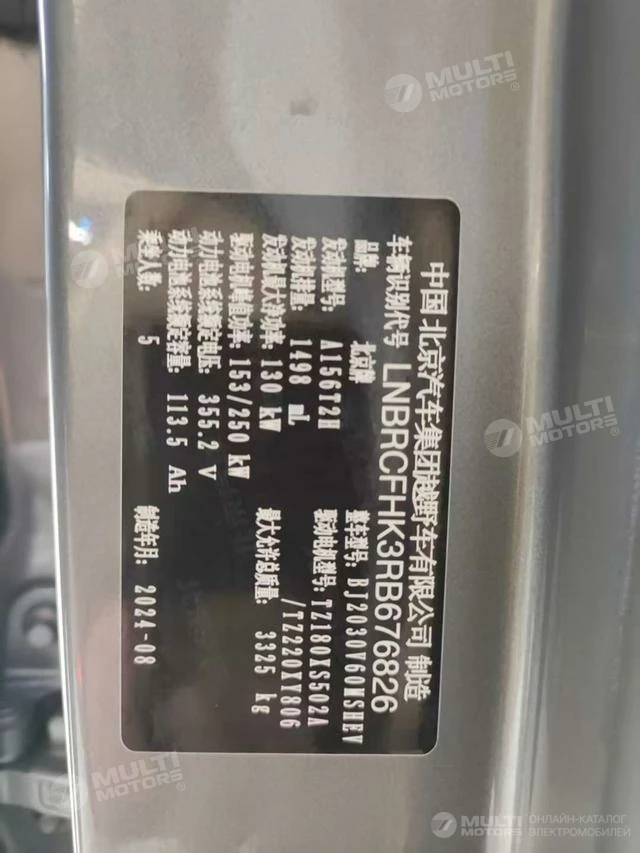 中国 北京汽车集团越野车有限公司 制造
车辆识别代号 LNBRCFHK3RB676826
品牌: 北京牌 整车型号: BJ2030V60MSHEV
发动机型号: A156T2H 驱动电机型号: TZ180XS502A
发动机排量: 1498 mL /TZ220XY806
发动机最大净功率: 130 kW 最大允许总质量: 3325 kg
驱动电机峰值功率: 153/250 kW
动力电池系统额定电压: 355.2 V
动力电池系统额定容量: 113.5 Ah
乘坐人数: 5 制造年月: 2024-08
MULTI MOTORS®
MULTI MOTORS®
MULTI MOTORS
MULTI MOTORS
MULTI MOTORS ОНЛАЙН-КАТАЛОГ ЭЛЕКТРОМОБИЛЕЙ